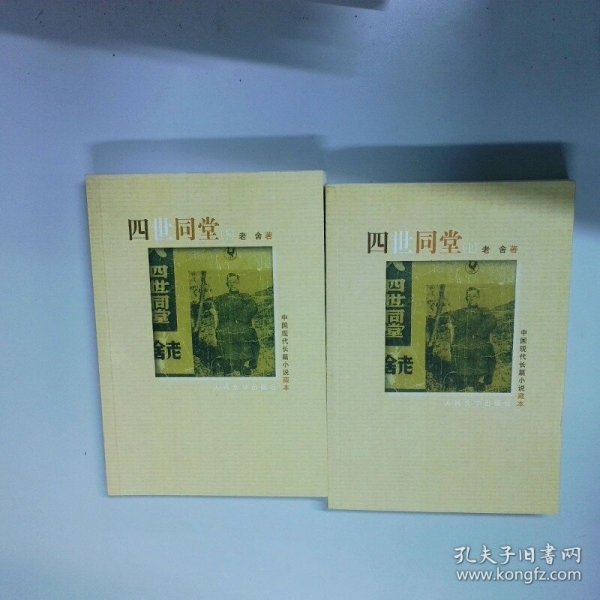 四世同堂 老舍 著
四世同堂
老舍
中国现代长篇小说藏本
人民文学出版社
四世同堂 老舍 著
四世同堂
老舍
中国现代长篇小说藏本
人民文学出版社
孔夫子旧书网
www.kongfz.com